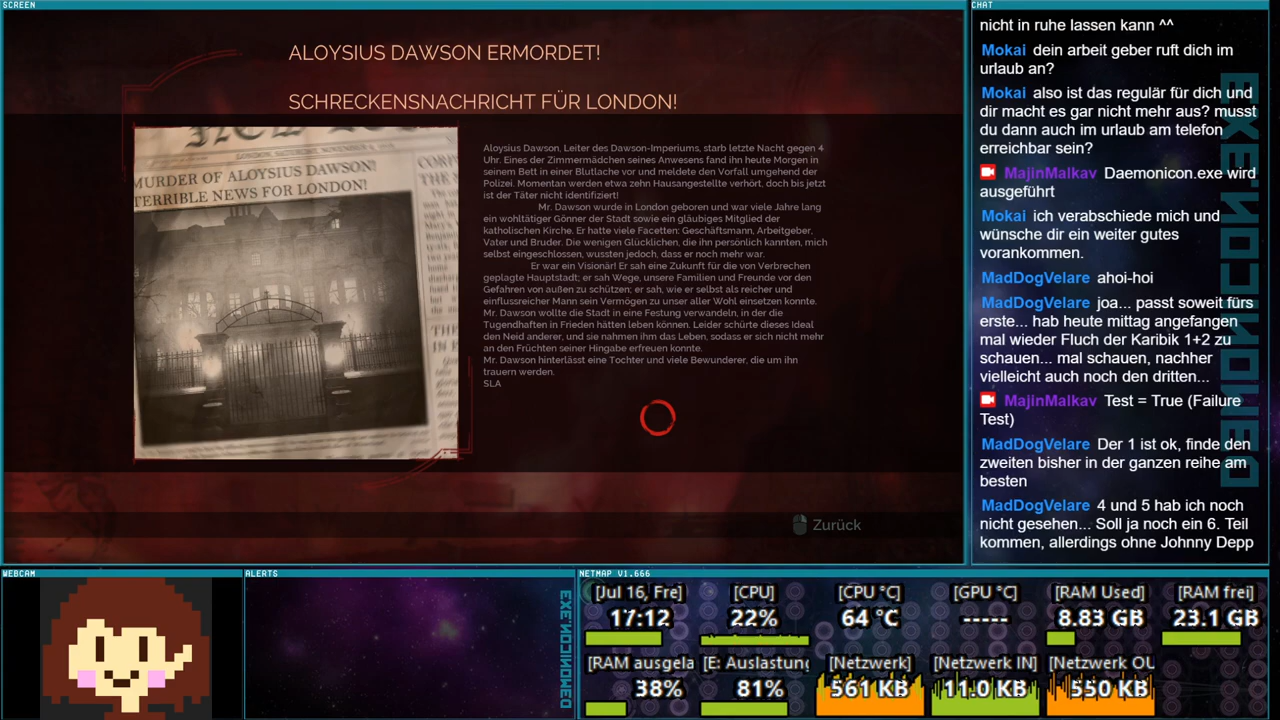 SCREEN
ALOYSIUS DAWSON ERMORDET!
SCHRECKENSNACHRICHT FÜR LONDON!
MURDER OF ALOYSIUS DAWSON?
TERRIBLE NEWS FOR LONDON!
Aloysius Dawson, Leiter des Dawson-Imperiums, starb letzte Nacht gegen 4
Uhr. Eines der Zimmermädchen seines Anwesens fand ihn heute Morgen in
seinem Bett in einer Blutlache vor und meldete den Vorfall umgehend der
Polizei. Momentan werden etwa zehn Hausangestellte verhört, doch bis jetzt
ist der Täter nicht identifiziert!
Mr. Dawson wurde in London geboren und war viele Jahre lang
ein wohltätiger Gönner der Stadt sowie ein gläubiges Mitglied der
katholischen Kirche. Er hatte viele Facetten: Geschäftsmann, Arbeitgeber,
Vater und Bruder. Die wenigen Glücklichen, die ihn persönlich kannten, mich
selbst eingeschlossen, wussten jedoch, dass er noch mehr war.
Er war ein Visionär! Er sah eine Zukunft für die von Verbrechen
geplagte Hauptstadt; er sah Wege, unsere Familien und Freunde vor den
Gefahren von außen zu schützen; er sah, wie er selbst als reicher und
einflussreicher Mann sein Vermögen zu unser aller Wohl einsetzen konnte.
Mr. Dawson wollte die Stadt in eine Festung verwandeln, in der die
Tugendhaften in Frieden hätten leben können. Leider schürte dieses Ideal
den Neid anderer, und sie nahmen ihm das Leben, sodass er sich nicht mehr
an den Früchten seiner Hingabe erfreuen konnte.
Mr. Dawson hinterlässt eine Tochter und viele Bewunderer, die um ihn
trauern werden.
SLA
Zurück
CHAT
nicht in ruhe lassen kann ^^
Mokai dein arbeit geber ruft dich im
urlaub an?
Mokai also ist das regulär für dich und
dir macht es gar nicht mehr aus? musst
du dann auch im urlaub am telefon
erreichbar sein?
MajinMalkav Daemonicon.exe wird
ausgeführt
Mokai ich verabschiede mich und
wünsche dir ein weiter gutes
vorankommen.
MadDogVelare ahoi-hoi
MadDogVelare joa... passt soweit fürs
erste... hab heute mittag angefangen
mal wieder Fluch der Karibik 1+2 zu
schauen... mal schauen, nachher
vielleicht auch noch den dritten...
MajinMalkav Test = True (Failure
Test)
MadDogVelare Der 1 ist ok, finde den
zweiten bisher in der ganzen reihe am
besten
MadDogVelare 4 und 5 hab ich noch
nicht gesehen... Soll ja noch ein 6. Teil
kommen, allerdings ohne Johnny Depp
WEBCAM
ALERTS
NETMAP V1.666
[Jul 16, Fre] [CPU] [CPU °C] [GPU °C] [RAM Used] [RAM frei]
17:12 22% 64 °C ----- 8.83 GB 23.1 GB
[RAM ausgela [E: Auslastung [Netzwerk] [Netzwerk IN] [Netzwerk OU
38% 81% 561 KB 11.0 KB 550 KB